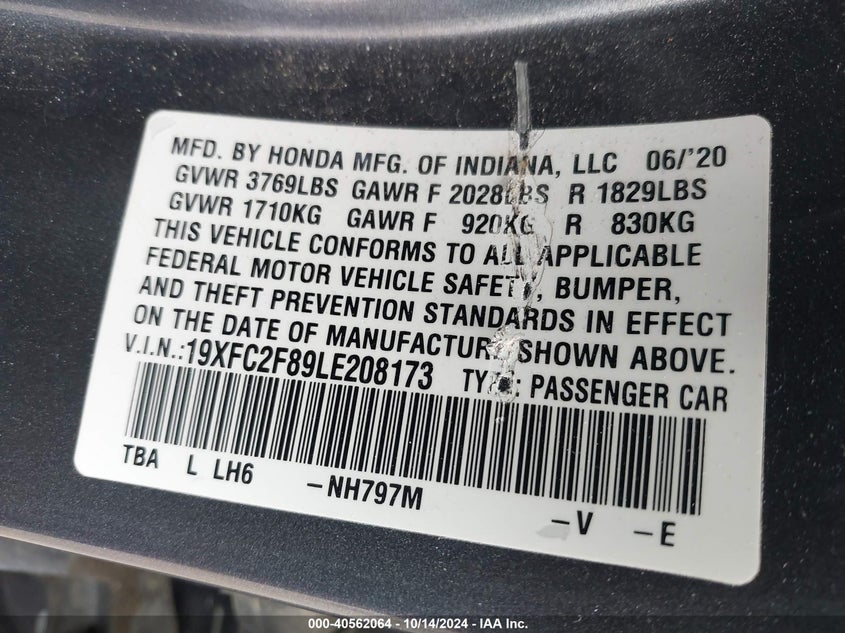 MFD. BY HONDA MFG. OF INDIANA, LLC 06/'20
GVWR 3769LBS GAWR F 2028LBS R 1829LBS
GVWR 1710KG GAWR F 920KG R 830KG
THIS VEHICLE CONFORMS TO ALL APPLICABLE
FEDERAL MOTOR VEHICLE SAFETY, BUMPER,
AND THEFT PREVENTION STANDARDS IN EFFECT
ON THE DATE OF MANUFACTURE SHOWN ABOVE.
V.I.N.:19XFC2F89LE208173 TYPE: PASSENGER CAR
TBA L LH6 -NH797M -V -E
000-40562064 - 10/14/2024 - IAA Inc.